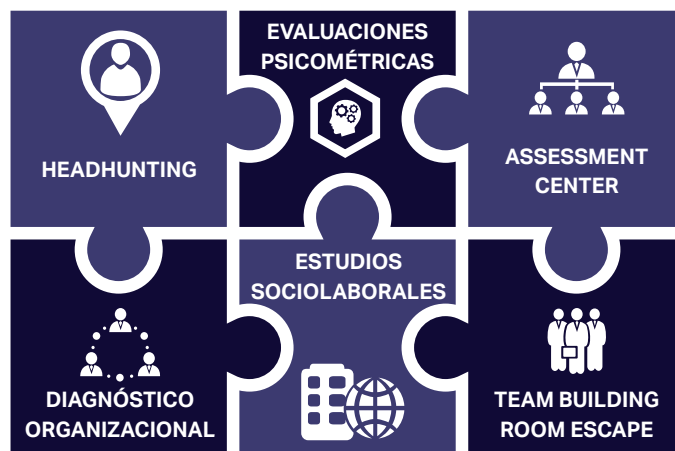 EVALUACIONES
PSICOMÉTRICAS
HEADHUNTING
ASSESSMENT
CENTER
DIAGNÓSTICO
ORGANIZACIONAL
ESTUDIOS
SOCIOLABORALES
TEAM BUILDING
ROOM ESCAPE